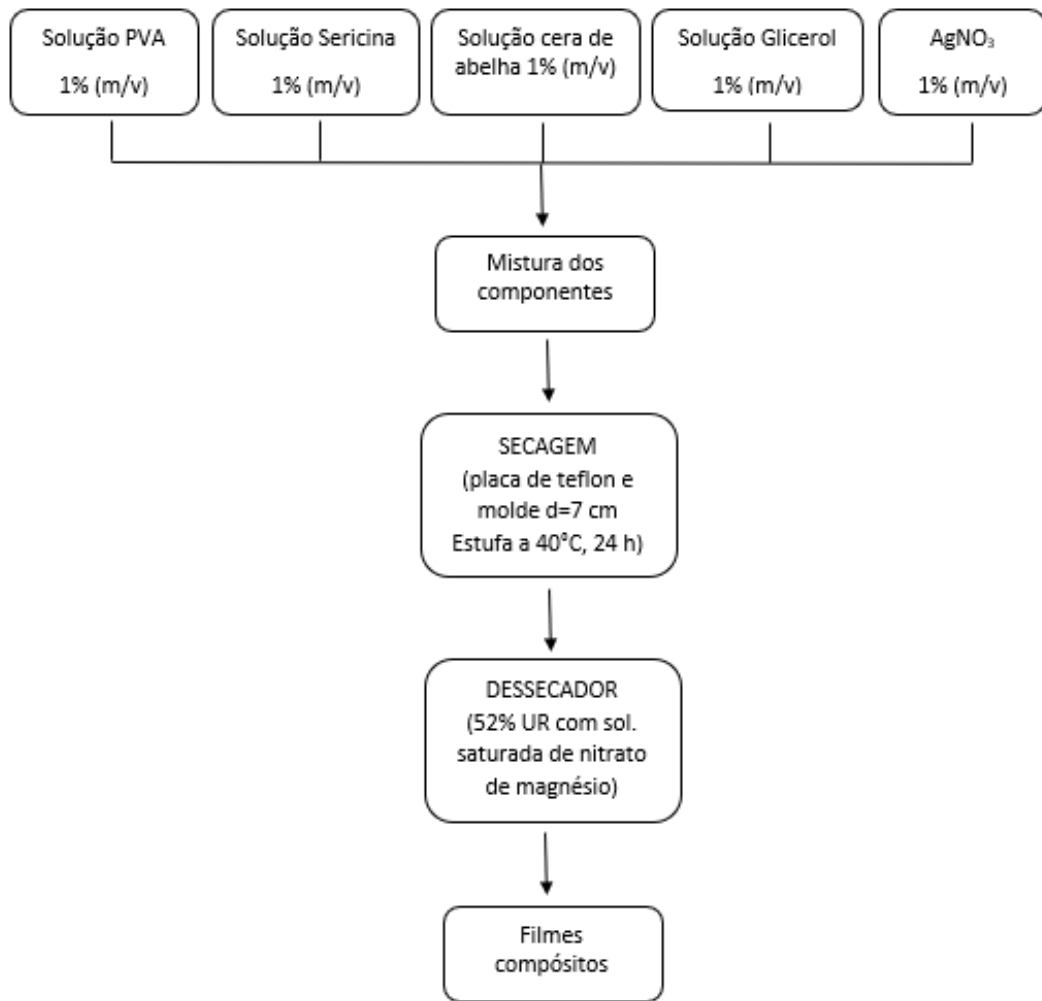 Solução PVA
1% (m/v)
Solução Sericina
1% (m/v)
Solução cera de
abelha 1% (m/v)
Solução Glicerol
1% (m/v)
AgNO₃
1% (m/v)
Mistura dos
componentes
SECAGEM
(placa de teflon e
molde d=7 cm
Estufa a 40°C, 24 h)
DESSECADOR
(52% UR com sol.
saturada de nitrato
de magnésio)
Filmes
compósitos